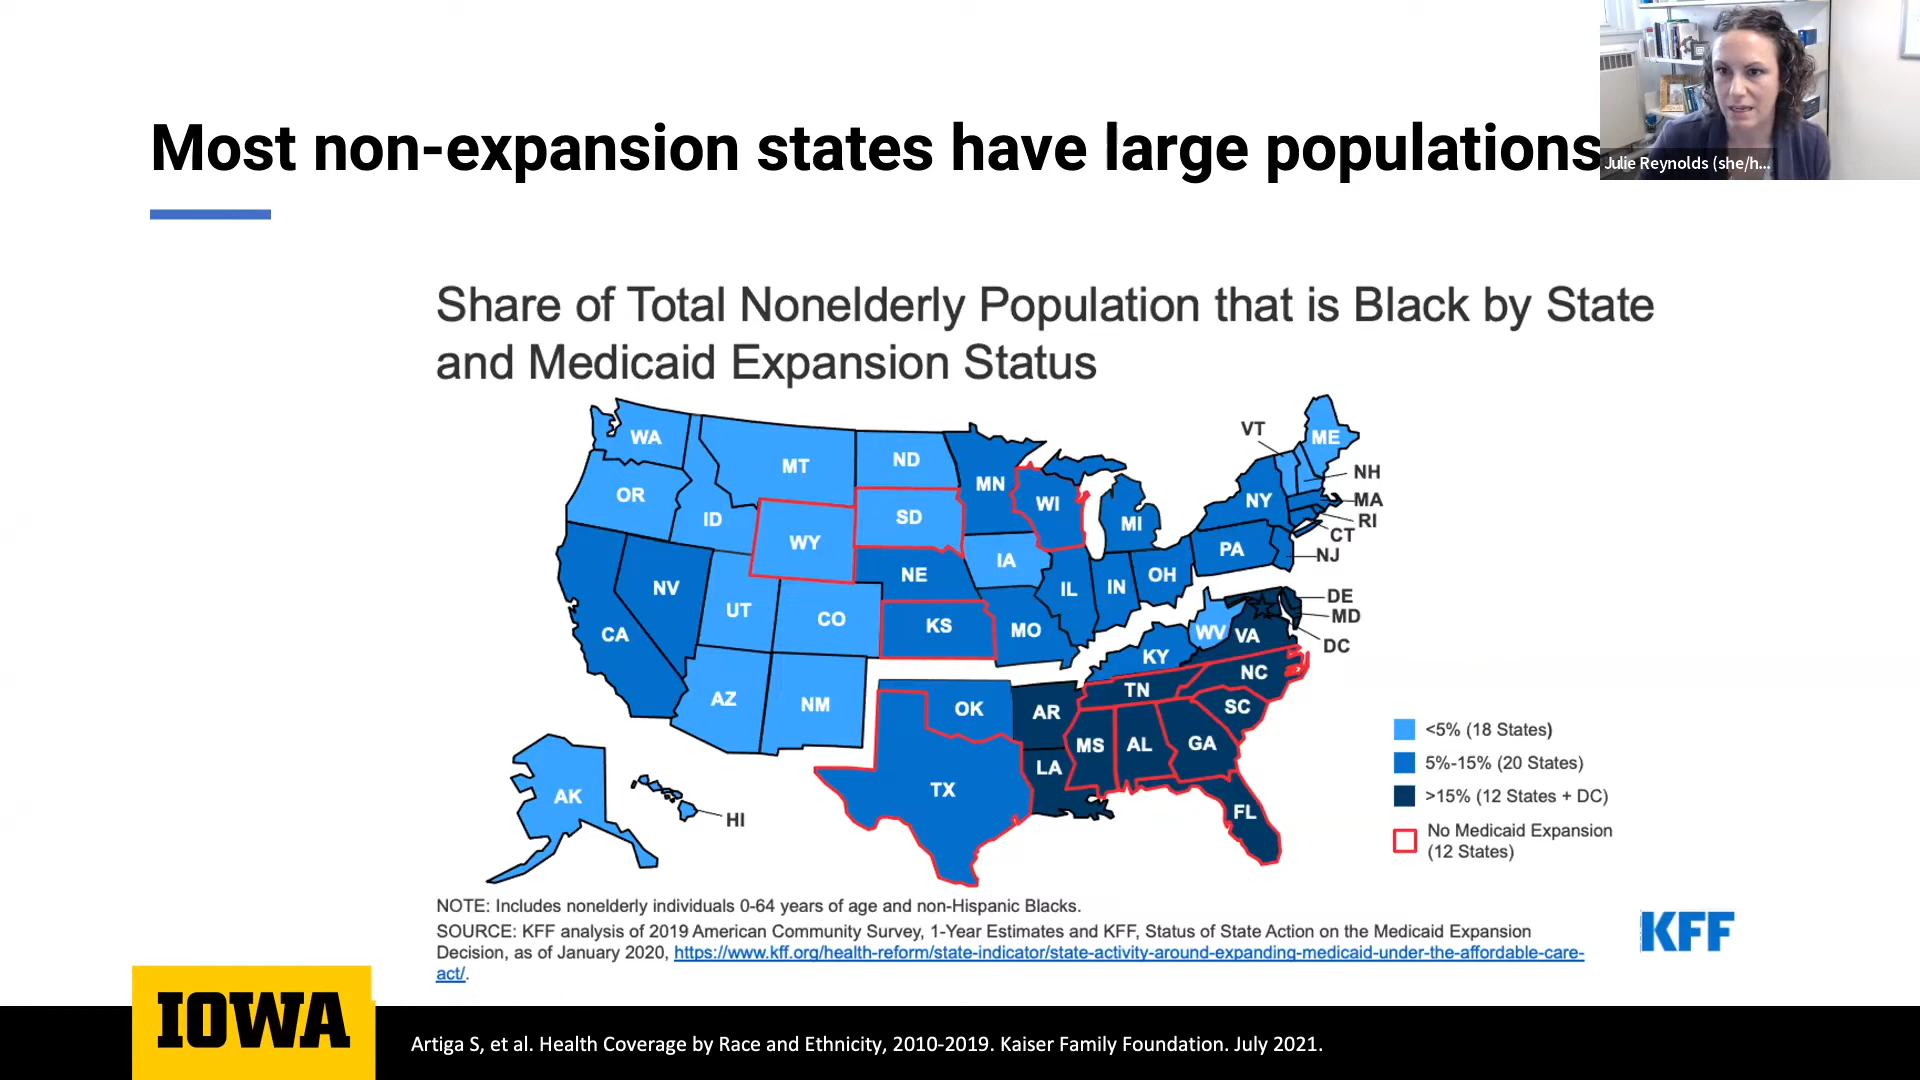 Most non-expansion states have large populations
Julie Reynolds (she/h...
Share of Total Nonelderly Population that is Black by State
and Medicaid Expansion Status
WA
MT
ND
MN
VT
ME
NH
OR
ID
SD
WI
MI
NY
MA
RI
WY
IA
PA
CT
NJ
NV
NE
IL
IN
OH
DE
UT
CO
KS
MO
WV
VA
MD
CA
KY
DC
AZ
NM
OK
AR
TN
NC
SC
MS
AL
GA
LA
TX
FL
AK
HI
<5% (18 States)
5%-15% (20 States)
>15% (12 States + DC)
No Medicaid Expansion
(12 States)
NOTE: Includes nonelderly individuals 0-64 years of age and non-Hispanic Blacks.
SOURCE: KFF analysis of 2019 American Community Survey, 1-Year Estimates and KFF, Status of State Action on the Medicaid Expansion
Decision, as of January 2020, https://www.kff.org/health-reform/state-indicator/state-activity-around-expanding-medicaid-under-the-affordable-care-
act/.
KFF
IOWA
Artiga S, et al. Health Coverage by Race and Ethnicity, 2010-2019. Kaiser Family Foundation. July 2021.